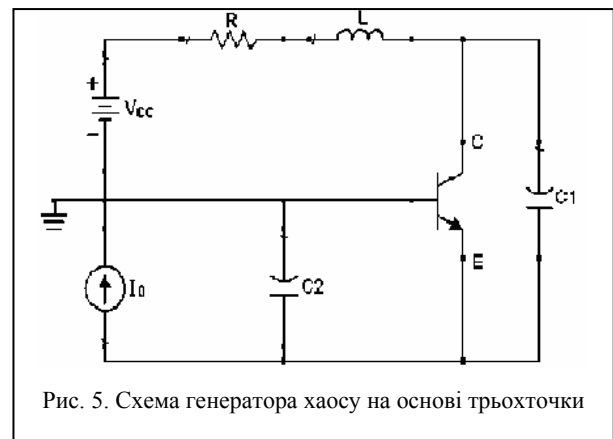 R
L
+
Vcc
-
C
C1
E
I0
C2
Рис. 5. Схема генератора хаосу на основі трьохточки